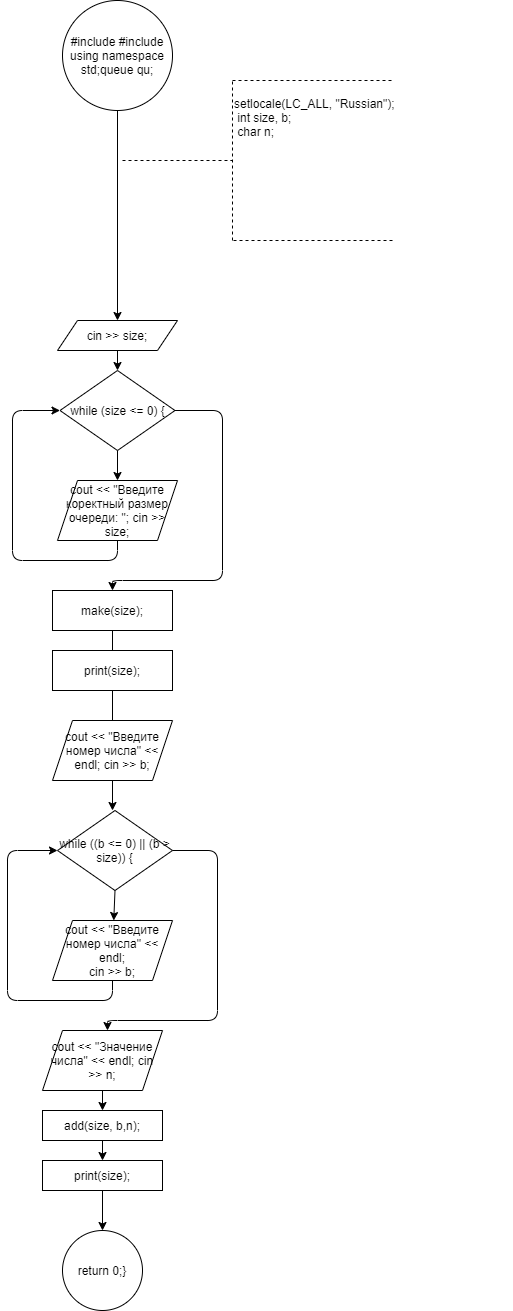 #include #include
using namespace
std;queue qu;
setlocale(LC_ALL, "Russian");
int size, b;
char n;
cin >> size;
while (size <= 0) {
cout << "Введите
коректный размер
очереди: "; cin >>
size;
make(size);
print(size);
cout << "Введите
номер числа" <<
endl; cin >> b;
while ((b <= 0) || (b >
size)) {
cout << "Введите
номер числа" <<
endl;
cin >> b;
cout << "Значение
числа" << endl; cin
>> n;
add(size, b,n);
print(size);
return 0;}